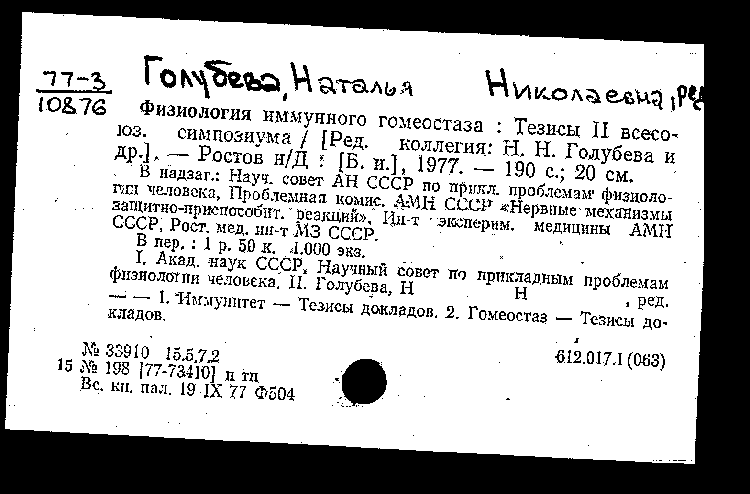 Голубева, Наталья Николаевна, ред
77-3
10876
Физиология иммунного гомеостаза : Тезисы II всесо-
юз. симпозиума / [Ред. коллегия: Н. Н. Голубева и
др.]. — Ростов н/Д : [Б. и.], 1977. — 190 с.; 20 см.
В надзаг.: Науч. совет АН СССР по прикл. проблемам физиоло-
гии человека, Проблемная комис. АМН СССР «Нервные механизмы
защитно-приспособит. реакций», Ин-т эксперим. медицины АМН
СССР, Рост. мед. ин-т МЗ СССР.
В пер. : 1 р. 50 к. 1.000 экз.
I. Акад. наук СССР. Научный совет по прикладным проблемам
физиологии человека. II. Голубева, Н Н , ред.
— — 1. Иммунитет — Тезисы докладов. 2. Гомеостаз — Тезисы до-
кладов.
№ 33910 15.5.7.2
612.017.1 (063)
15 № 198 [77-73410] п тп
Вс. кн. пал. 19 IX 77 Ф504